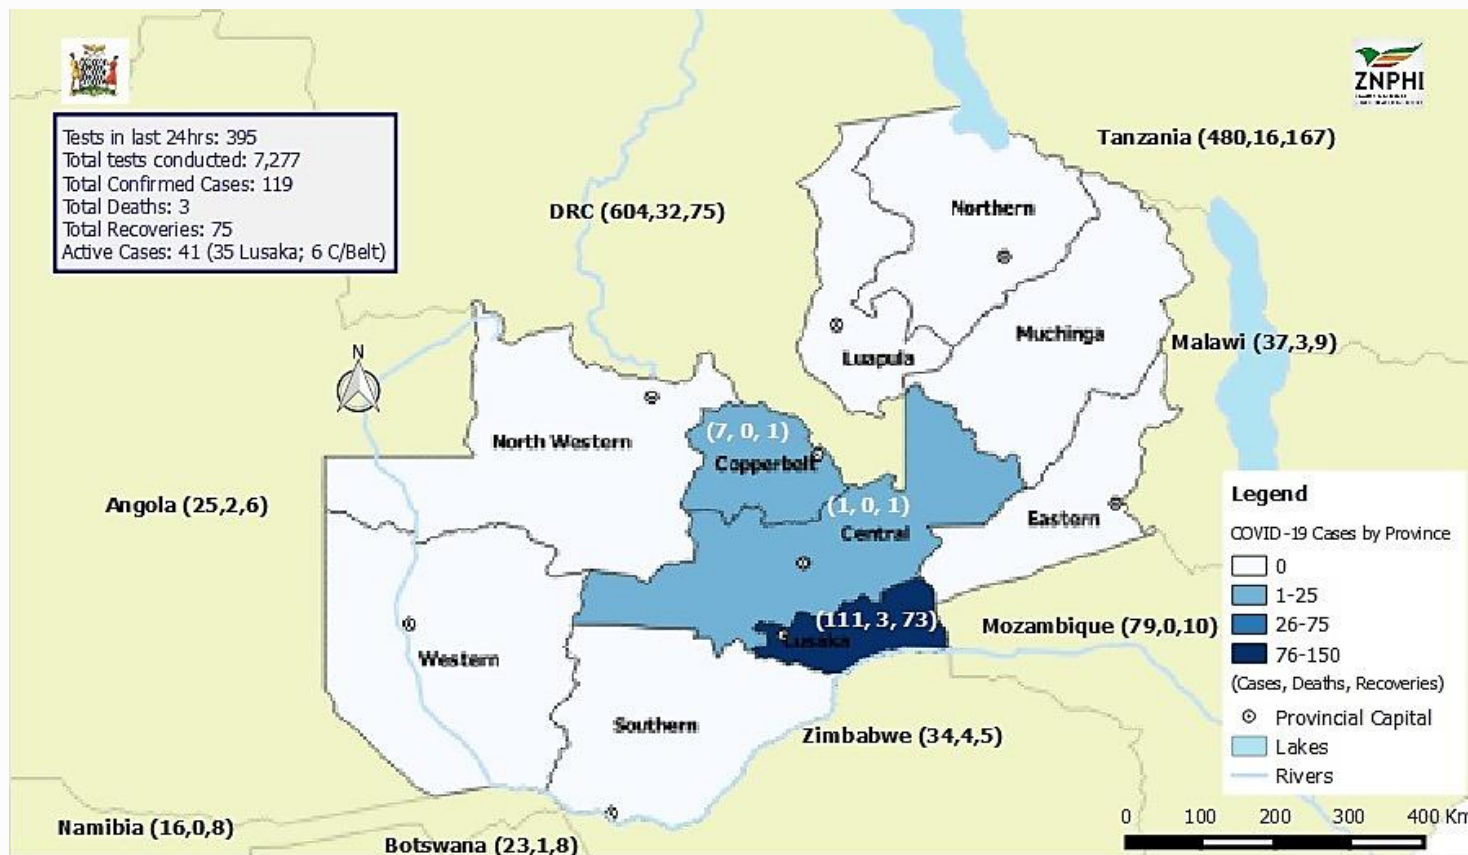 ZNPHI
Tests in last 24hrs: 395
Total tests conducted: 7,277
Total Confirmed Cases: 119
Total Deaths: 3
Total Recoveries: 75
Active Cases: 41 (35 Lusaka; 6 C/Belt)
Tanzania (480,16,167)
DRC (604,32,75)
Northern
Muchinga
Malawi (37,3,9)
Luapula
N
North Western
(7, 0, 1)
Copperbelt
Angola (25,2,6)
(1, 0, 1)
Central
Eastern
(111, 3, 73)
Lusaka
Mozambique (79,0,10)
Western
Southern
Zimbabwe (34,4,5)
Namibia (16,0,8)
Botswana (23,1,8)
Legend
COVID-19 Cases by Province
0
1-25
26-75
76-150
(Cases, Deaths, Recoveries)
Provincial Capital
Lakes
Rivers
0 100 200 300 400 Km